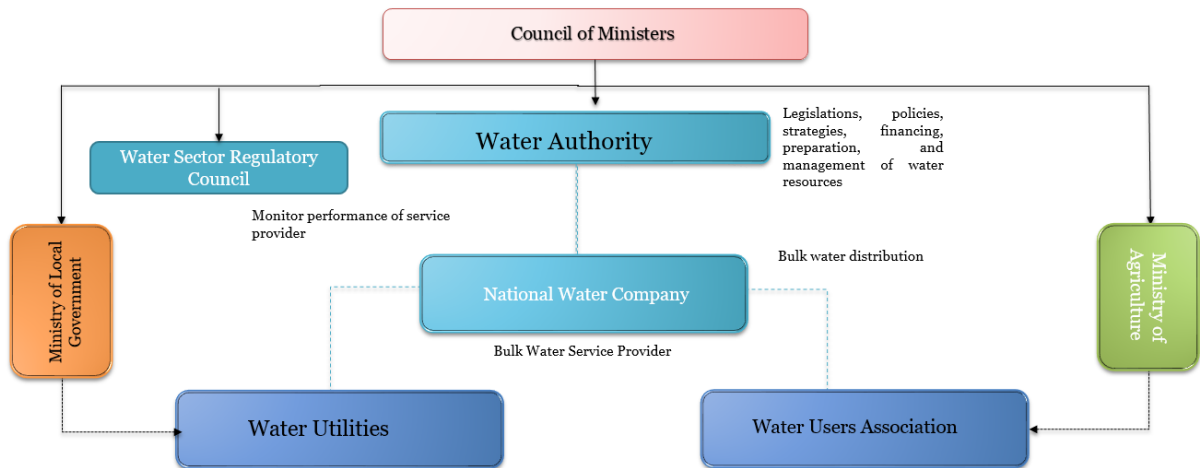 Council of Ministers
Water Authority
Legislations, policies,
strategies, financing,
preparation, and
management of water
resources
Water Sector Regulatory
Council
Monitor performance of service
provider
Ministry of Local
Government
National Water Company
Bulk water distribution
Ministry of
Agriculture
Bulk Water Service Provider
Water Utilities
Water Users Association